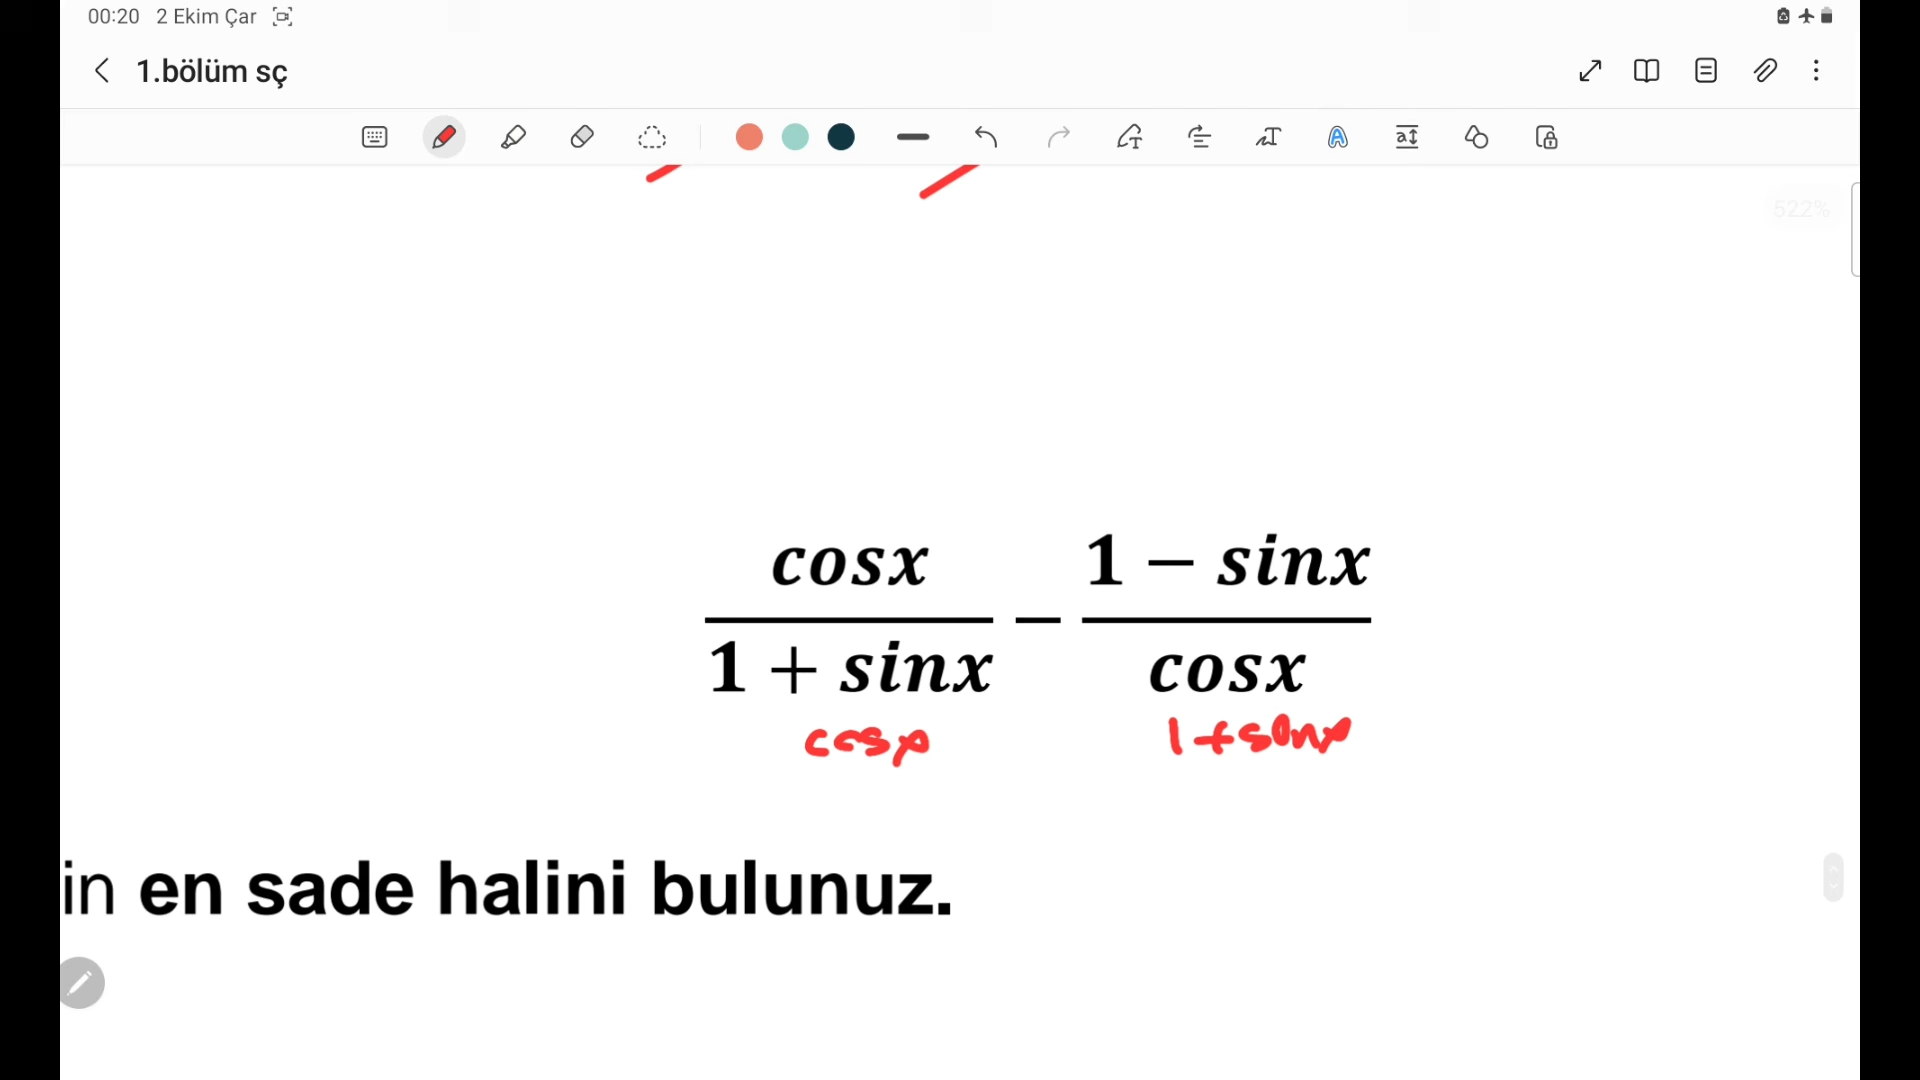 00:20 2 Ekim Çar
1.bölüm sç
522%
cosx / 1 + sinx − 1 − sinx / cosx
cosx 1+sinx
in en sade halini bulunuz.